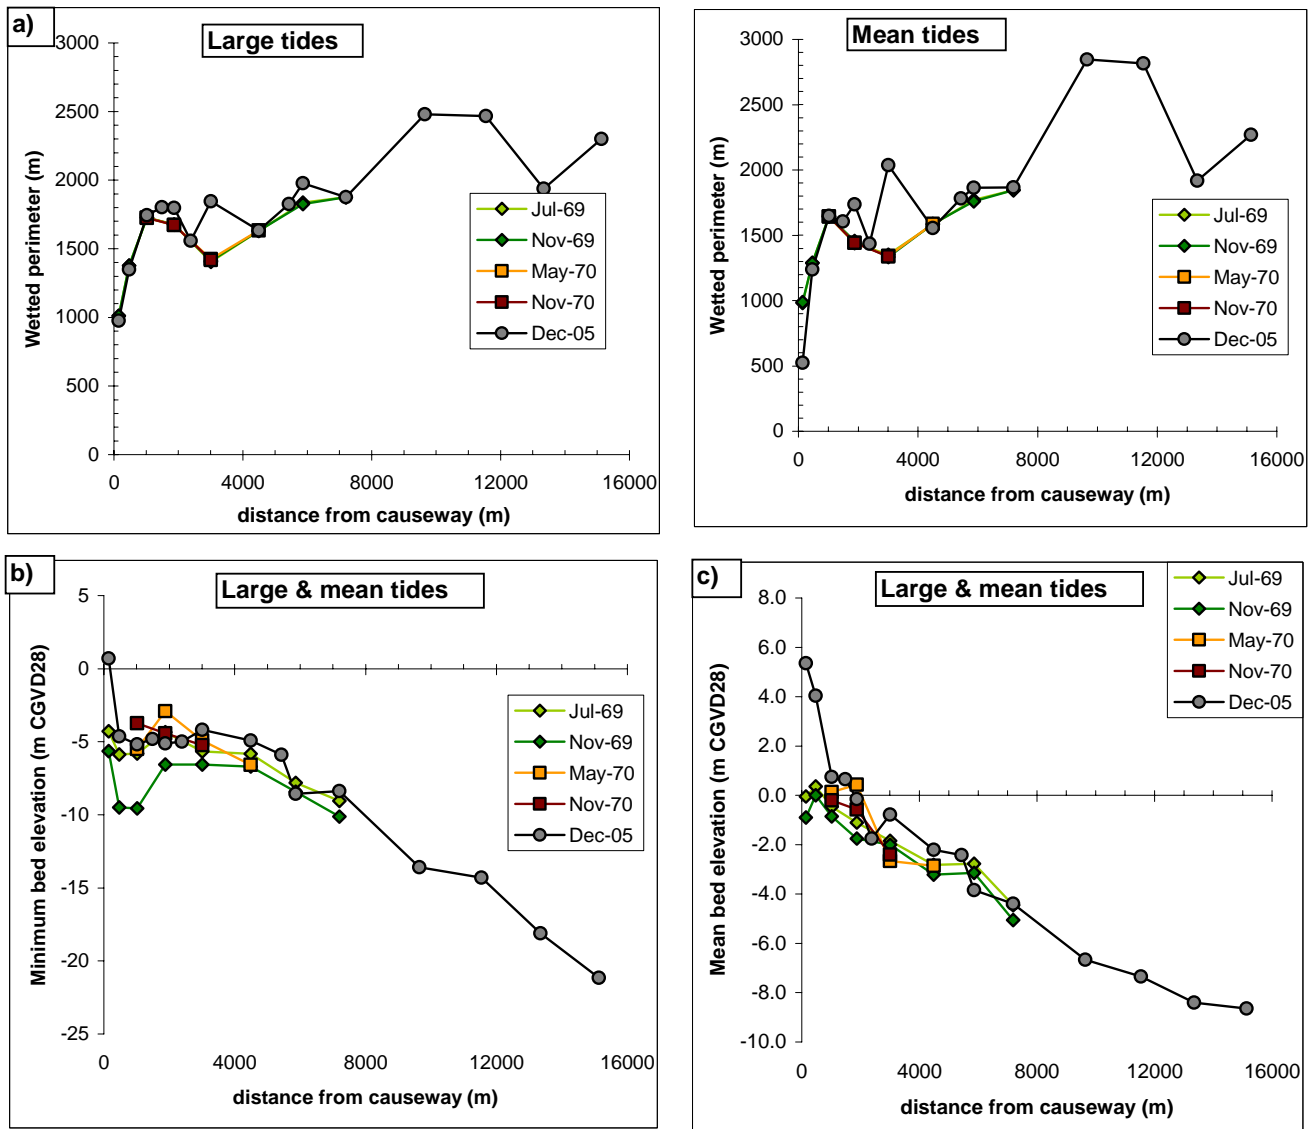 a)
Large tides
3000
2500
2000
1500
1000
500
0
Wetted perimeter (m)
0 4000 8000 12000 16000
distance from causeway (m)
Jul-69
Nov-69
May-70
Nov-70
Dec-05
Mean tides
3000
2500
2000
1500
1000
500
0
Wetted perimeter (m)
0 4000 8000 12000 16000
distance from causeway (m)
Jul-69
Nov-69
May-70
Nov-70
Dec-05
b)
Large & mean tides
5
0
-5
-10
-15
-20
-25
Minimum bed elevation (m CGVD28)
0 4000 8000 12000 16000
distance from causeway (m)
Jul-69
Nov-69
May-70
Nov-70
Dec-05
c)
Large & mean tides
8.0
6.0
4.0
2.0
0.0
-2.0
-4.0
-6.0
-8.0
-10.0
Mean bed elevation (m CGVD28)
0 4000 8000 12000 16000
distance from causeway (m)
Jul-69
Nov-69
May-70
Nov-70
Dec-05